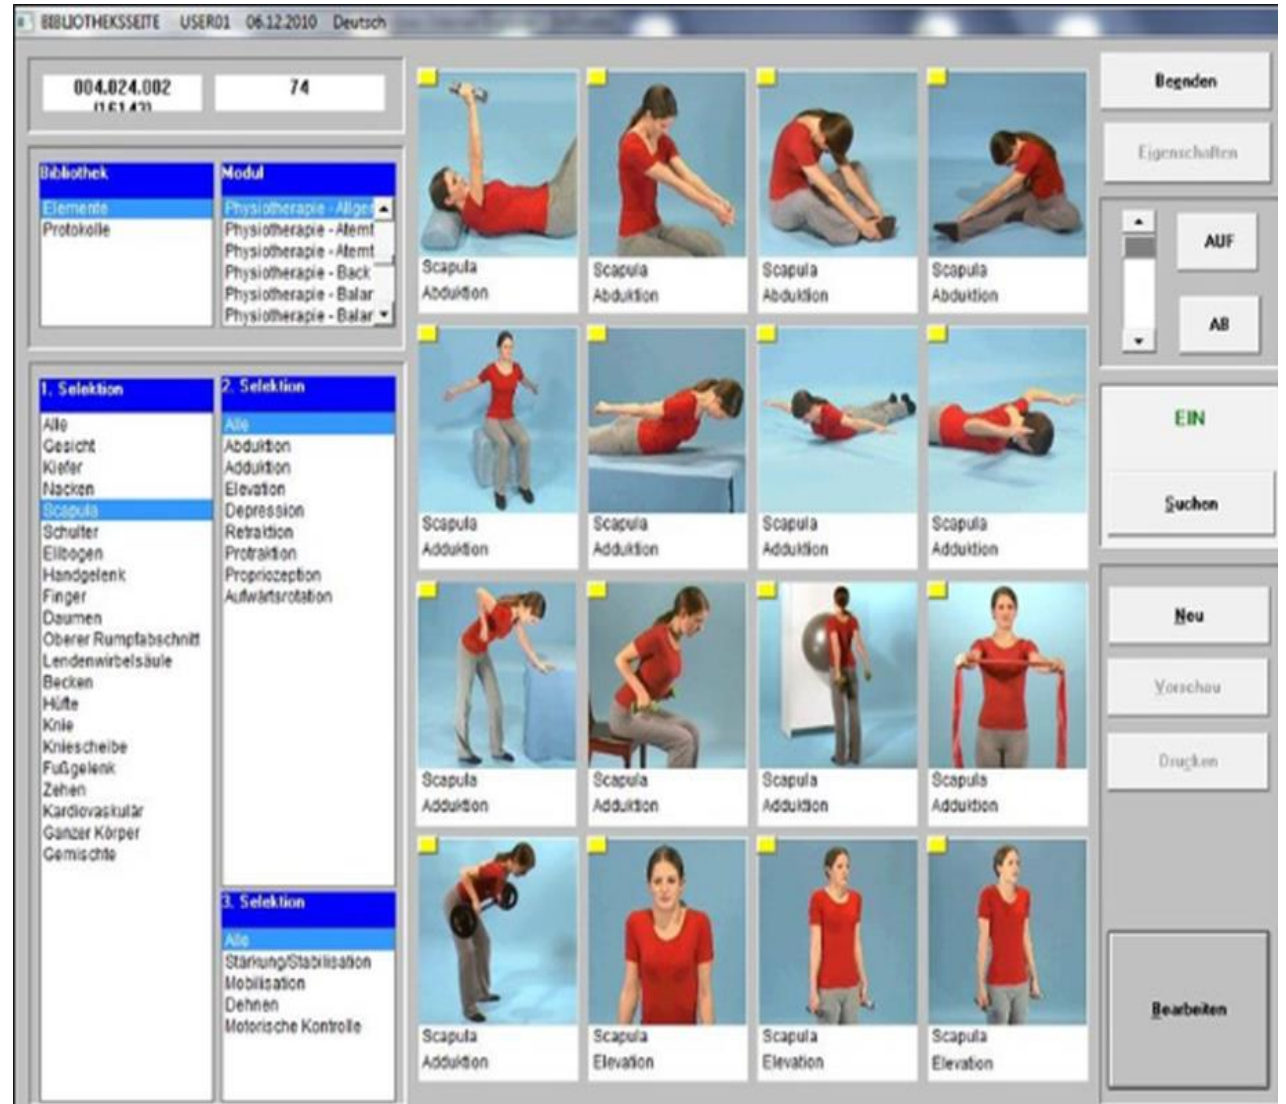 BIBLIOTHEKSSEITE USER01 06.12.2010 Deutsch
004.024.002
(16143)
74
Bibliothek
Elemente
Protokolle
Modul
Physiotherapie - Allger
Physiotherapie - Atemt
Physiotherapie - Atemt
Physiotherapie - Back
Physiotherapie - Balar
Physiotherapie - Balar
1. Selektion
Alle
Gesicht
Kiefer
Nacken
Scapula
Schulter
Ellbogen
Handgelenk
Finger
Daumen
Oberer Rumpfabschnitt
Lendenwirbelsäule
Becken
Hüfte
Knie
Kniescheibe
Fußgelenk
Zehen
Kardiovaskulär
Ganzer Körper
Gemischte
2. Selektion
Alle
Abduktion
Adduktion
Elevation
Depression
Retraktion
Protraktion
Propriozeption
Aufwärtsrotation
3. Selektion
Alle
Stärkung/Stabilisation
Mobilisation
Dehnen
Motorische Kontrolle
Scapula
Abduktion
Scapula
Abduktion
Scapula
Abduktion
Scapula
Abduktion
Scapula
Adduktion
Scapula
Adduktion
Scapula
Adduktion
Scapula
Adduktion
Scapula
Adduktion
Scapula
Adduktion
Scapula
Adduktion
Scapula
Adduktion
Scapula
Adduktion
Scapula
Elevation
Scapula
Elevation
Scapula
Elevation
Beenden
Eigenschaften
AUF
AB
EIN
Suchen
Neu
Vorschau
Drucken
Bearbeiten